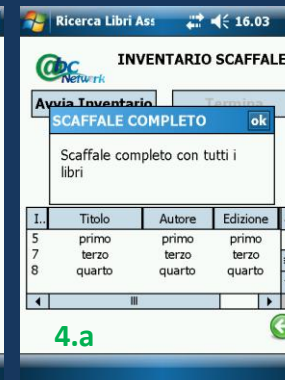 Ricerca Libri Ass 16.03
INVENTARIO SCAFFALE
abc
Network
Avvia Inventario Termina
SCAFFALE COMPLETO ok
Scaffale completo con tutti i
libri
I.. Titolo Autore Edizione
5 primo primo primo
7 terzo terzo terzo
8 quarto quarto quarto
4.a